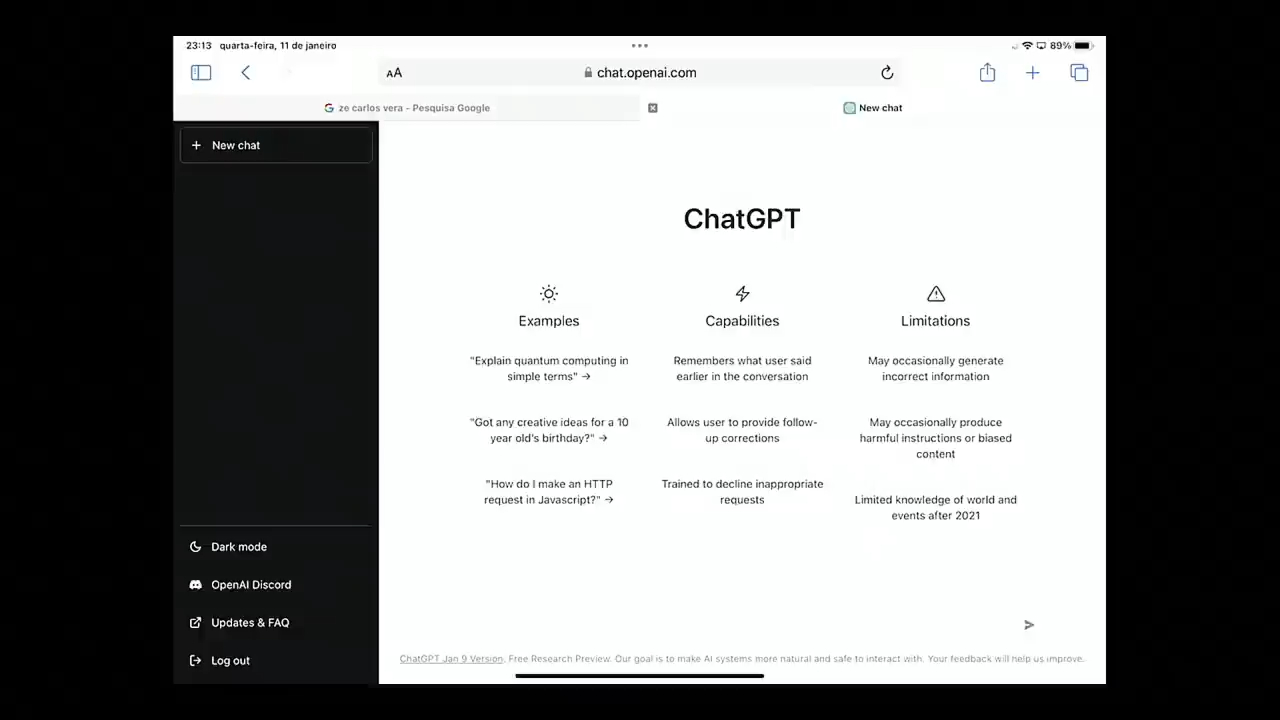 23:13 quarta-feira, 11 de janeiro
89%
AA
chat.openai.com
ze carlos vera - Pesquisa Google
New chat
New chat
ChatGPT
Examples
Capabilities
Limitations
"Explain quantum computing in
simple terms" →
Remembers what user said
earlier in the conversation
May occasionally generate
incorrect information
"Got any creative ideas for a 10
year old's birthday?" →
Allows user to provide follow-
up corrections
May occasionally produce
harmful instructions or biased
content
"How do I make an HTTP
request in Javascript?" →
Trained to decline inappropriate
requests
Limited knowledge of world and
events after 2021
Dark mode
OpenAI Discord
Updates & FAQ
Log out
ChatGPT Jan 9 Version. Free Research Preview. Our goal is to make AI systems more natural and safe to interact with. Your feedback will help us improve.